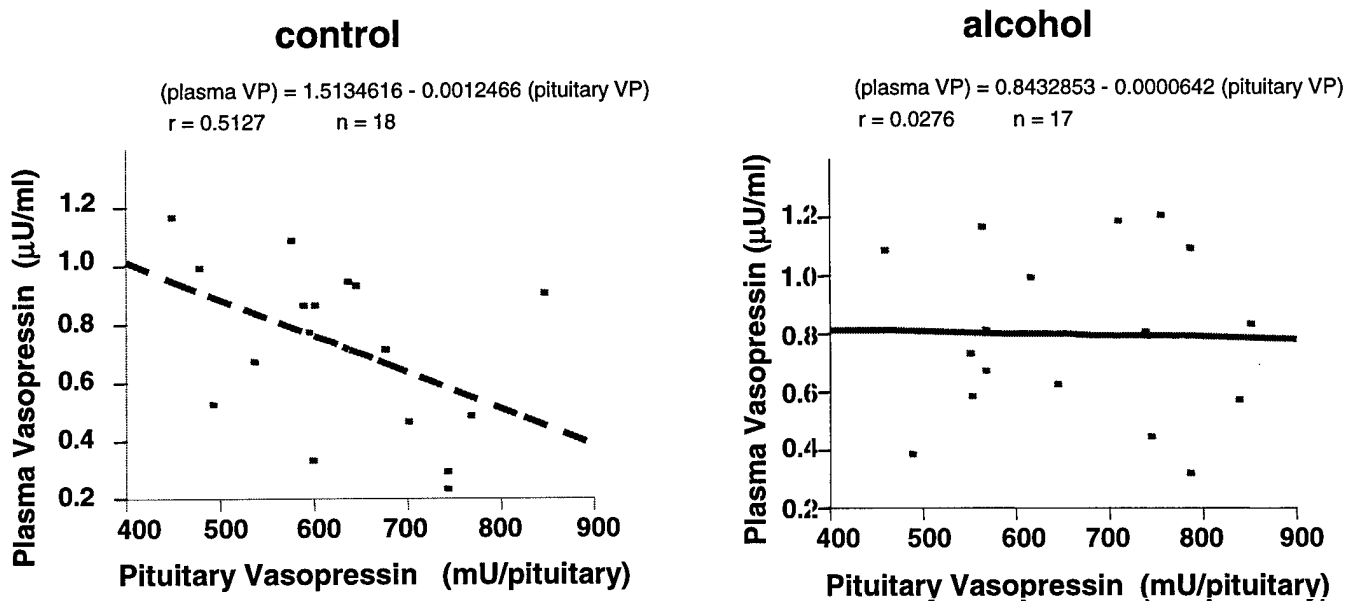 control
(plasma VP) = 1.5134616 - 0.0012466 (pituitary VP)
r = 0.5127 n = 18
Plasma Vasopressin (μU/ml)
1.2
1.0
0.8
0.6
0.4
0.2
400 500 600 700 800 900
Pituitary Vasopressin (mU/pituitary)
alcohol
(plasma VP) = 0.8432853 - 0.0000642 (pituitary VP)
r = 0.0276 n = 17
Plasma Vasopressin (μU/ml)
1.2
1.0
0.8
0.6
0.4
0.2
400 500 600 700 800 900
Pituitary Vasopressin (mU/pituitary)